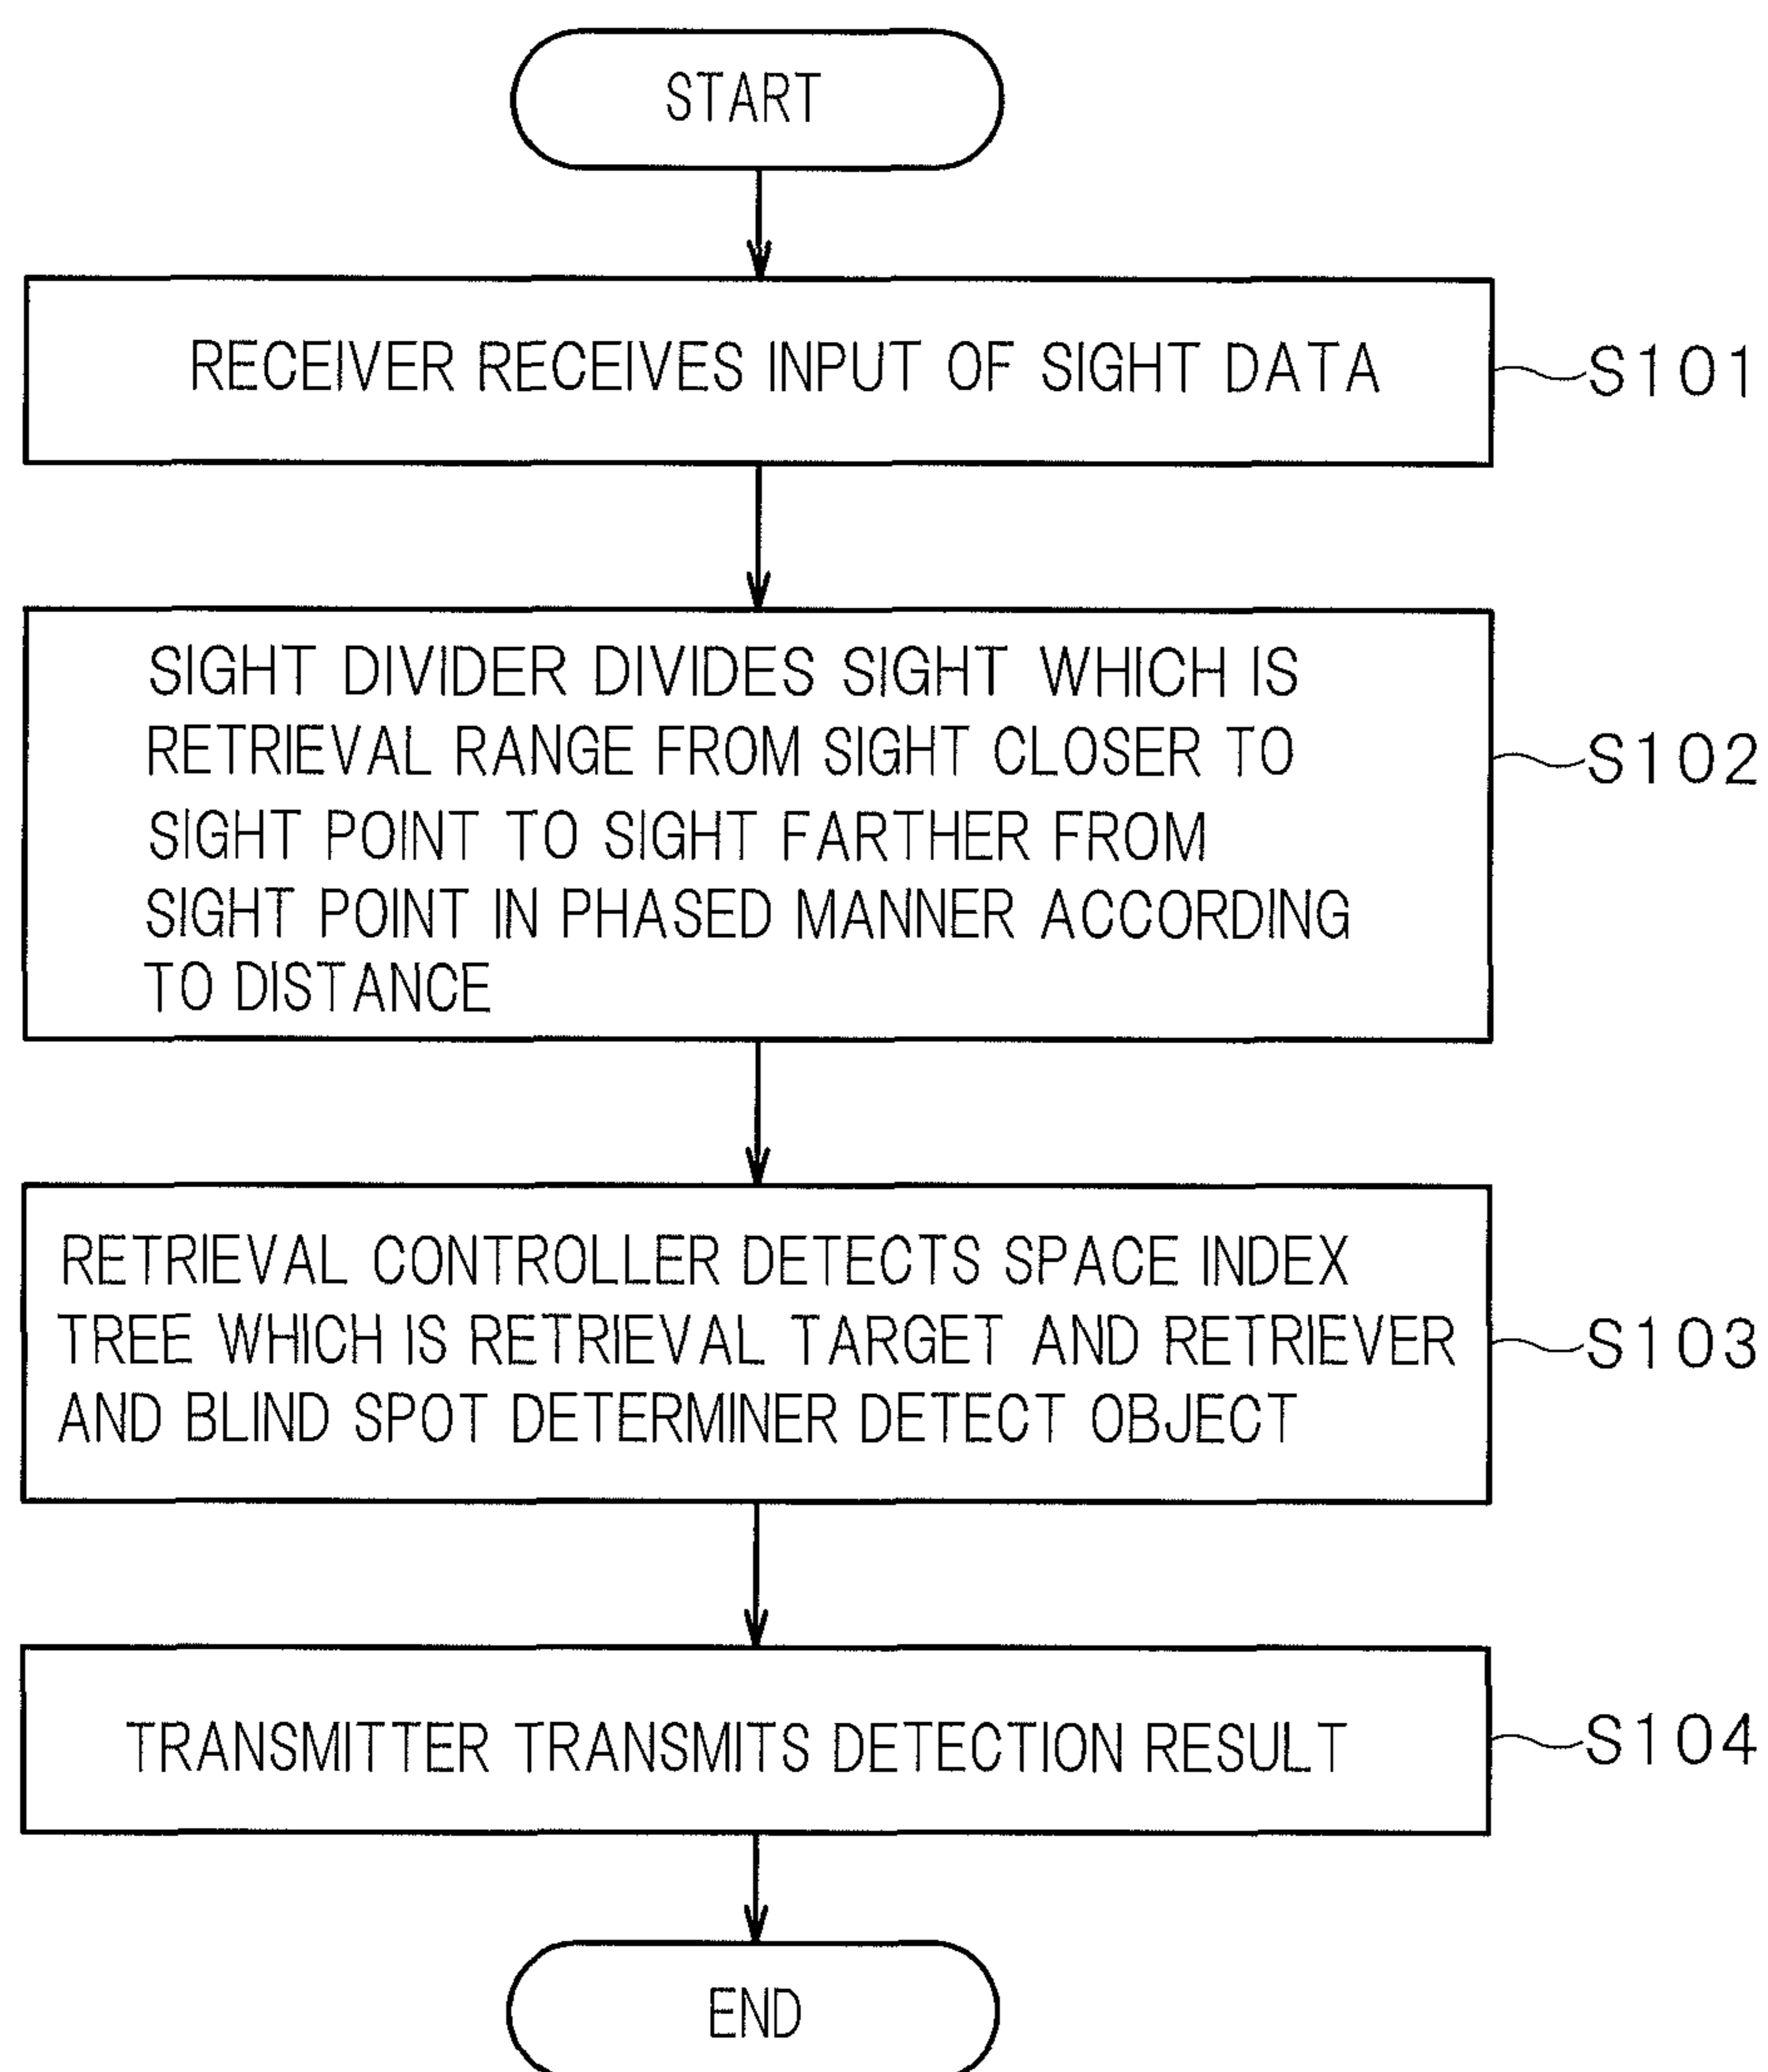 START
RECEIVER RECEIVES INPUT OF SIGHT DATA
S101
SIGHT DIVIDER DIVIDES SIGHT WHICH IS
RETRIEVAL RANGE FROM SIGHT CLOSER TO
SIGHT POINT TO SIGHT FARTHER FROM
SIGHT POINT IN PHASED MANNER ACCORDING
TO DISTANCE
S102
RETRIEVAL CONTROLLER DETECTS SPACE INDEX
TREE WHICH IS RETRIEVAL TARGET AND RETRIEVER
AND BLIND SPOT DETERMINER DETECT OBJECT
S103
TRANSMITTER TRANSMITS DETECTION RESULT
S104
END